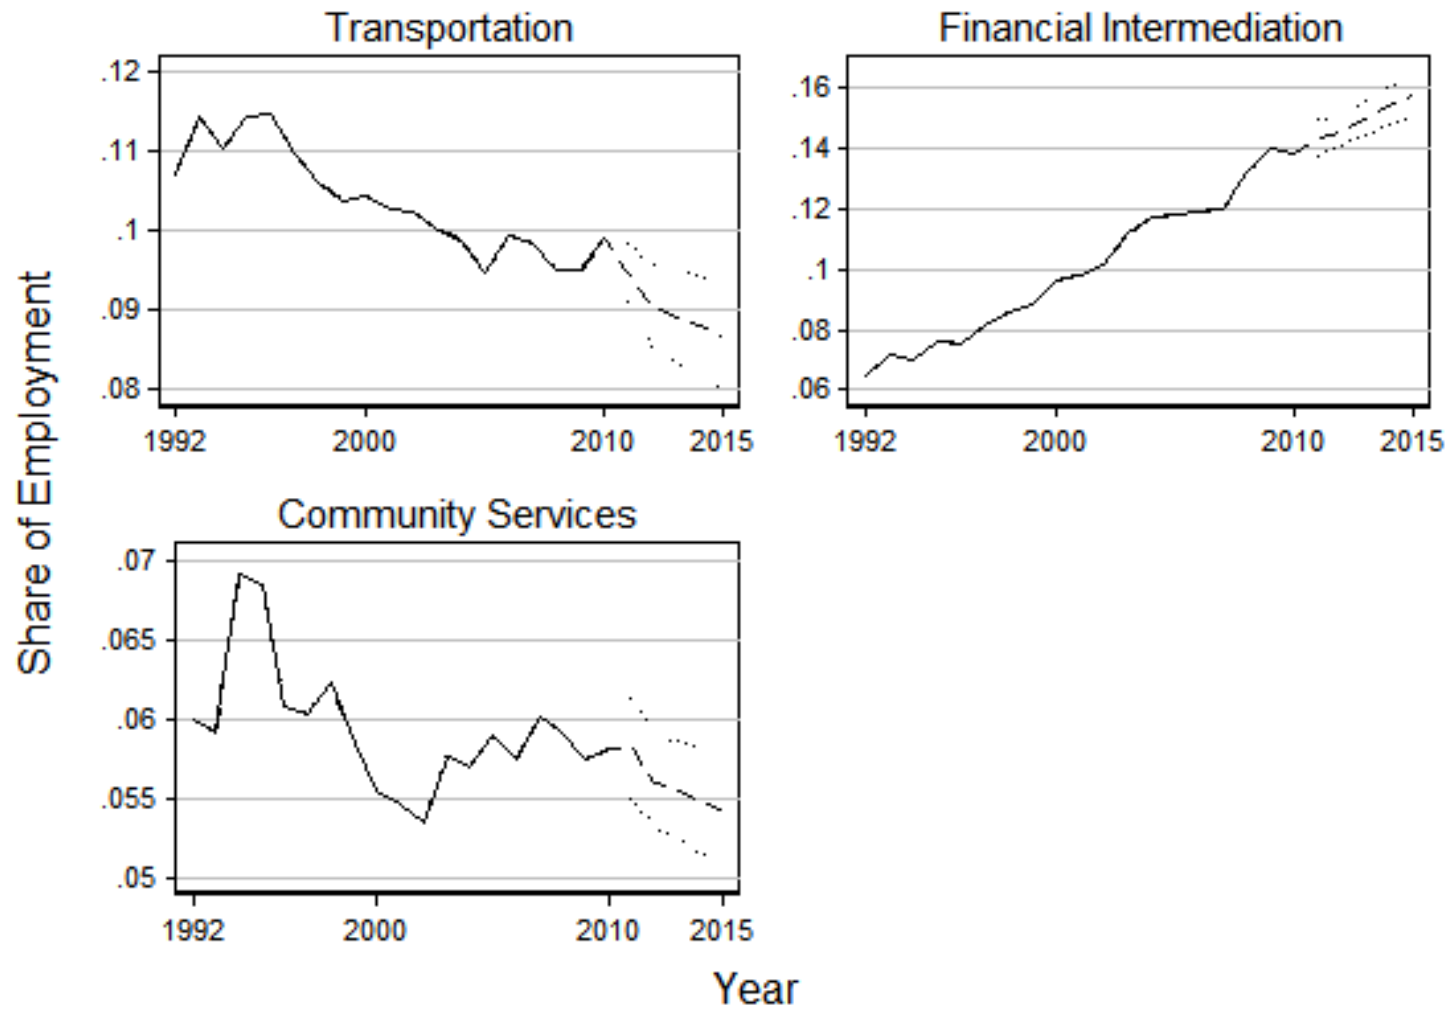 Transportation
.12
.11
.1
.09
.08
1992 2000 2010 2015
Financial Intermediation
.16
.14
.12
.1
.08
.06
1992 2000 2010 2015
Share of Employment
Community Services
.07
.065
.06
.055
.05
1992 2000 2010 2015
Year